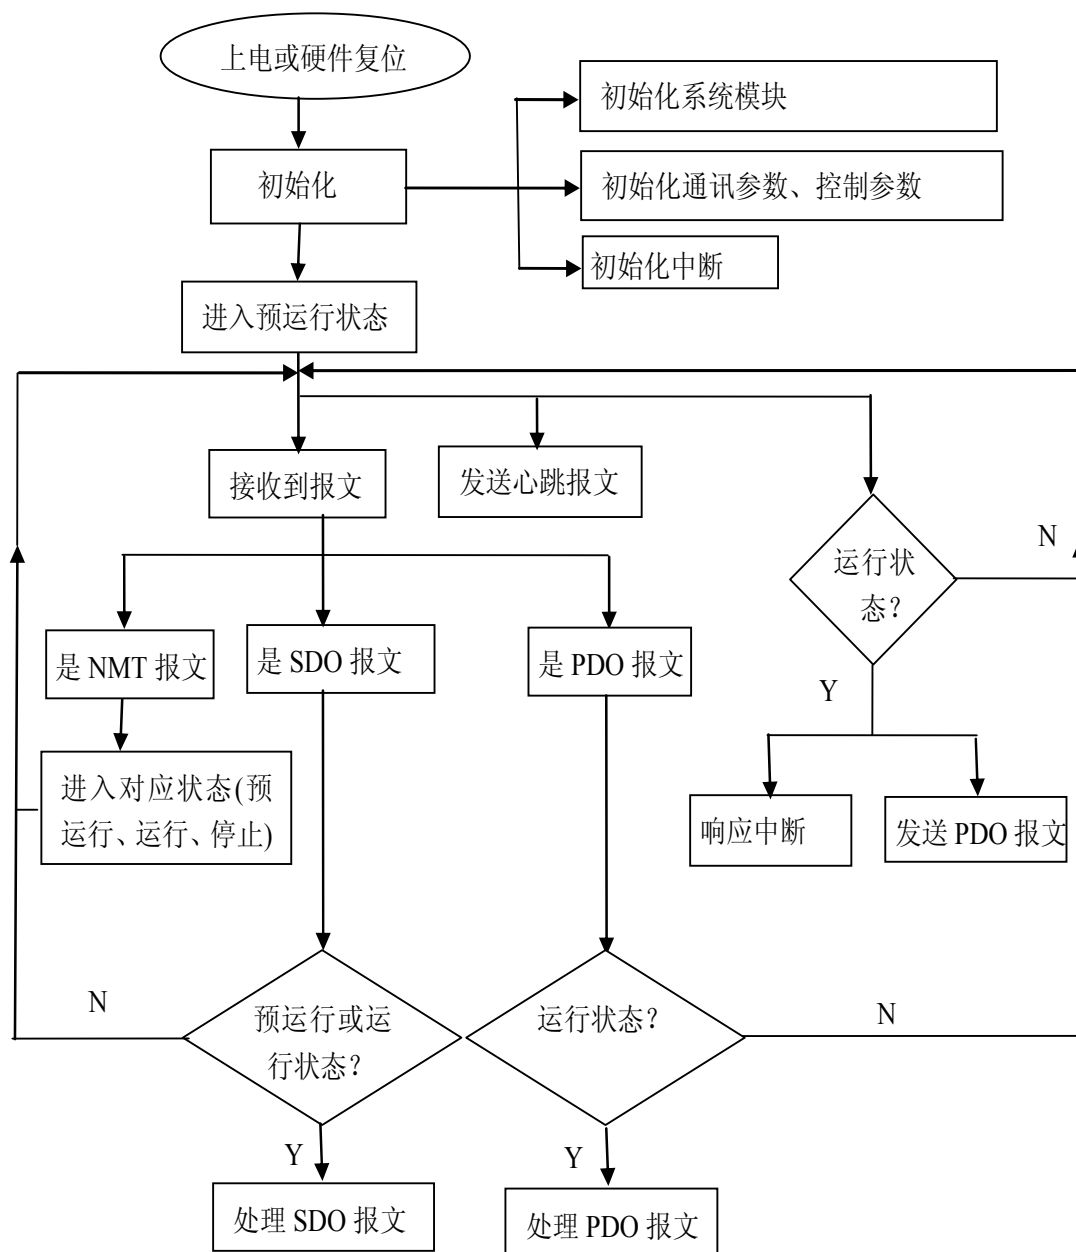 上电或硬件复位
初始化系统模块
初始化
初始化通讯参数、控制参数
初始化中断
进入预运行状态
接收到报文
发送心跳报文
运行状
态？
N
是 NMT 报文
是 SDO 报文
是 PDO 报文
Y
进入对应状态(预
运行、运行、停止)
响应中断
发送 PDO 报文
N
预运行或运
行状态？
运行状态？
N
Y
Y
处理 SDO 报文
处理 PDO 报文